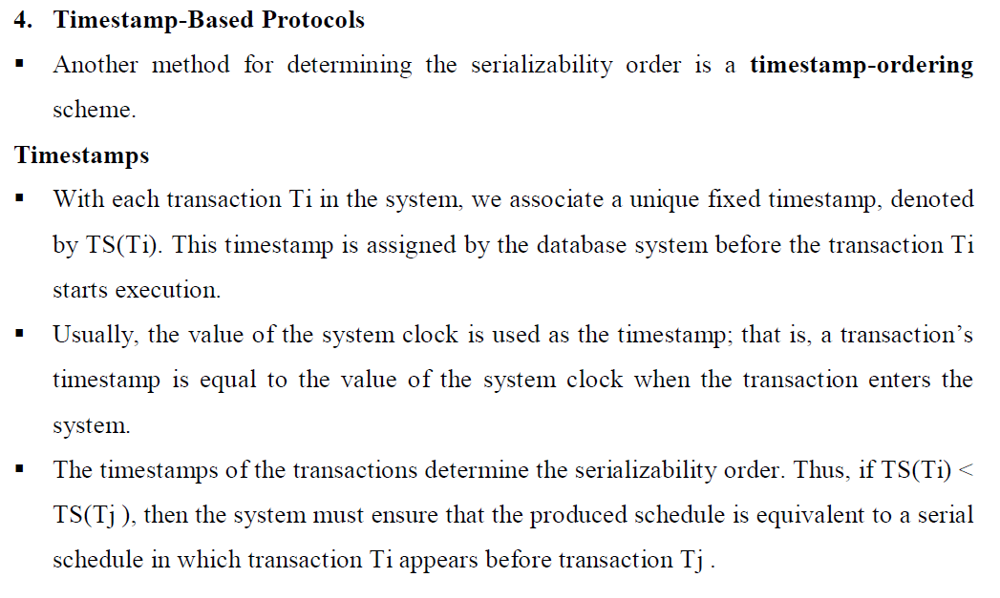 4. Timestamp-Based Protocols
▪ Another method for determining the serializability order is a timestamp-ordering
scheme.
Timestamps
▪ With each transaction Ti in the system, we associate a unique fixed timestamp, denoted
by TS(Ti). This timestamp is assigned by the database system before the transaction Ti
starts execution.
▪ Usually, the value of the system clock is used as the timestamp; that is, a transaction’s
timestamp is equal to the value of the system clock when the transaction enters the
system.
▪ The timestamps of the transactions determine the serializability order. Thus, if TS(Ti) <
TS(Tj ), then the system must ensure that the produced schedule is equivalent to a serial
schedule in which transaction Ti appears before transaction Tj .